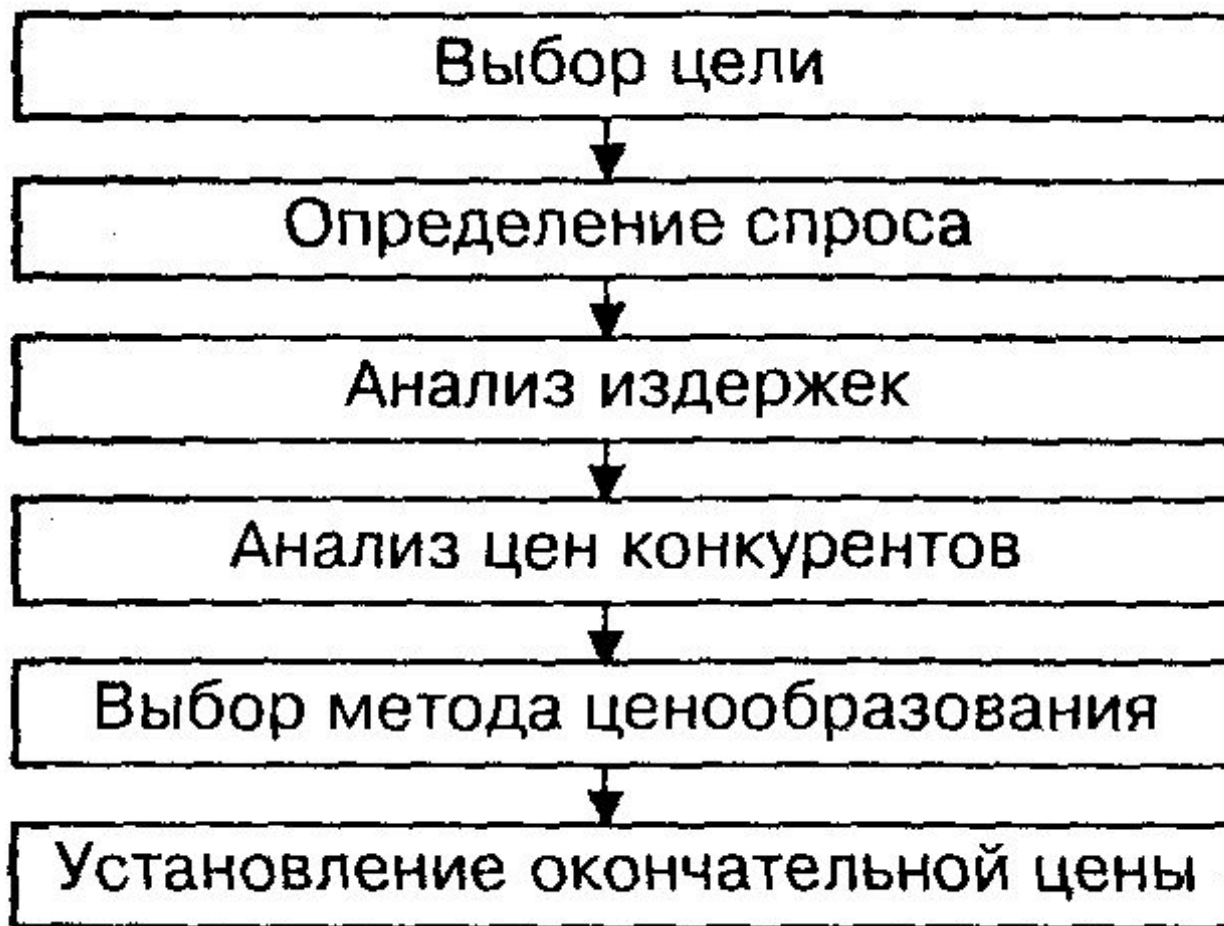 Выбор цели
Определение спроса
Анализ издержек
Анализ цен конкурентов
Выбор метода ценообразования
Установление окончательной цены